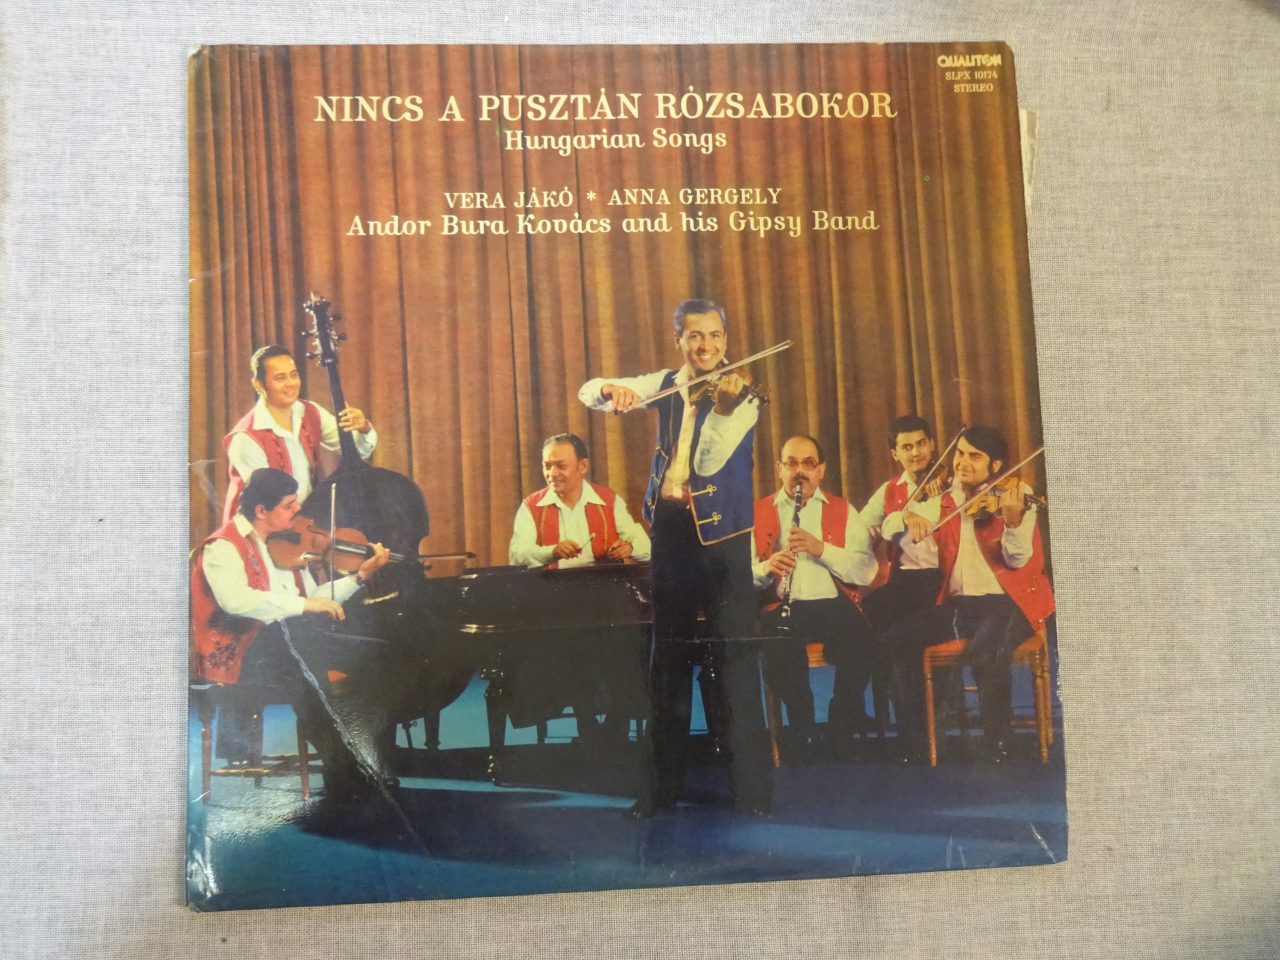 QUALITON
SLPX 10174
STEREO
NINCS A PUSZTÁN RÓZSABOKOR
Hungarian Songs
VERA JÁKÓ * ANNA GERGELY
Andor Bura Kovács and his Gipsy Band